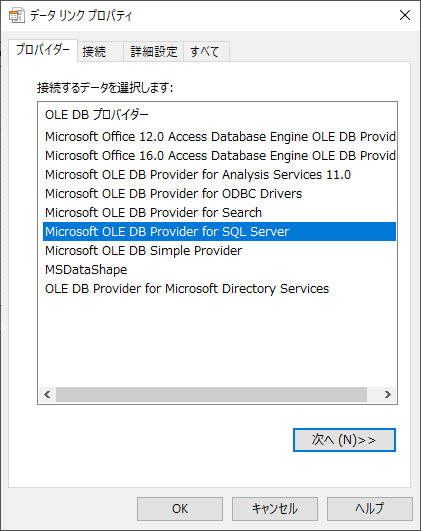 データ リンク プロパティ
プロバイダー 接続 詳細設定 すべて
接続するデータを選択します:
OLE DB プロバイダー
Microsoft Office 12.0 Access Database Engine OLE DB Provid
Microsoft Office 16.0 Access Database Engine OLE DB Provid
Microsoft OLE DB Provider for Analysis Services 11.0
Microsoft OLE DB Provider for ODBC Drivers
Microsoft OLE DB Provider for Search
Microsoft OLE DB Provider for SQL Server
Microsoft OLE DB Simple Provider
MSDataShape
OLE DB Provider for Microsoft Directory Services
次へ (N)>>
OK キャンセル ヘルプ